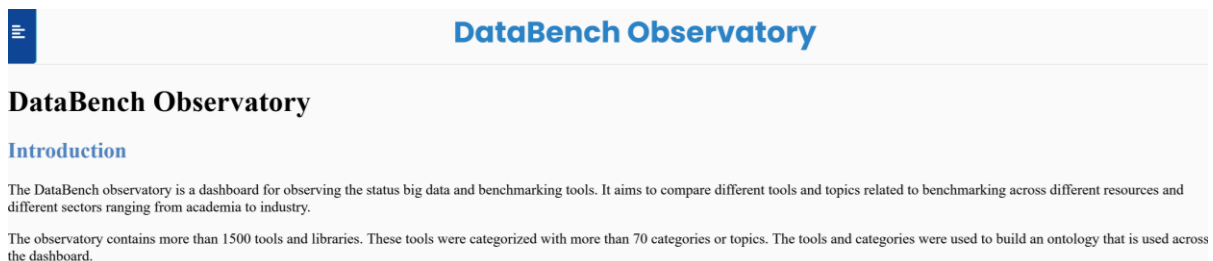 DataBench Observatory
DataBench Observatory
Introduction
The DataBench observatory is a dashboard for observing the status big data and benchmarking tools. It aims to compare different tools and topics related to benchmarking across different resources and
different sectors ranging from academia to industry.
The observatory contains more than 1500 tools and libraries. These tools were categorized with more than 70 categories or topics. The tools and categories were used to build an ontology that is used across
the dashboard.